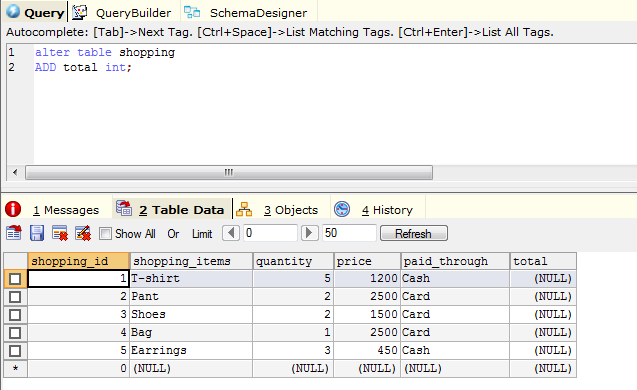 Query QueryBuilder SchemaDesigner
Autocomplete: [Tab]->Next Tag. [Ctrl+Space]->List Matching Tags. [Ctrl+Enter]->List All Tags.
1 alter table shopping
2 ADD total int;
1 Messages 2 Table Data 3 Objects 4 History
Show All Or Limit 0 50 Refresh
shopping_id shopping_items quantity price paid_through total
1 T-shirt 5 1200 Cash (NULL)
2 Pant 2 2500 Card (NULL)
3 Shoes 2 1500 Card (NULL)
4 Bag 1 2500 Card (NULL)
5 Earrings 3 450 Cash (NULL)
* 0 (NULL) (NULL) (NULL) (NULL) (NULL)